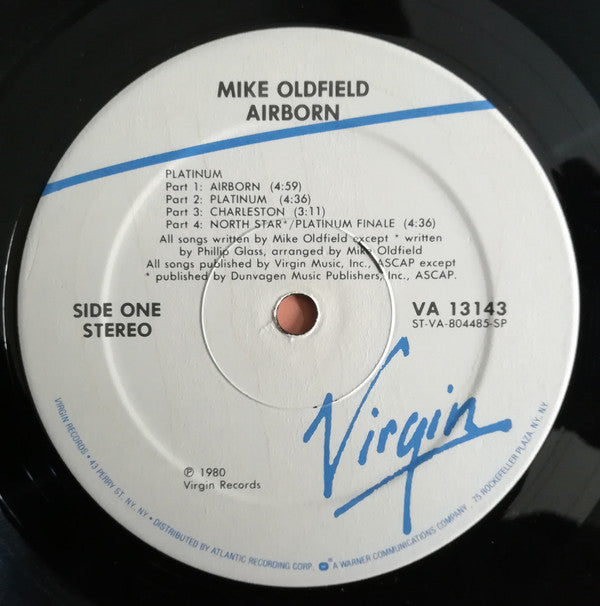 MIKE OLDFIELD
AIRBORN
PLATINUM
Part 1: AIRBORN (4:59)
Part 2: PLATINUM (4:36)
Part 3: CHARLESTON (3:11)
Part 4: NORTH STAR*/PLATINUM FINALE (4:36)
All songs written by Mike Oldfield except * written
by Phillip Glass, arranged by Mike Oldfield
All songs published by Virgin Music, Inc., ASCAP except
* published by Dunvagen Music Publishers, Inc., ASCAP.
SIDE ONE
STEREO
VA 13143
ST-VA-804485-SP
Virgin
℗ 1980
Virgin Records
VIRGIN RECORDS • 43 PERRY ST. NY, NY • DISTRIBUTED BY ATLANTIC RECORDING CORP. ® A WARNER COMMUNICATIONS COMPANY . 75 ROCKEFELLER PLAZA, NY. NY